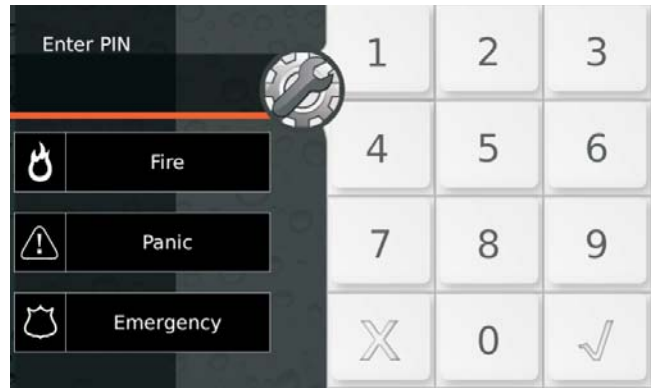 Enter PIN
1 2 3
Fire
4 5 6
Panic
7 8 9
Emergency
X 0 √